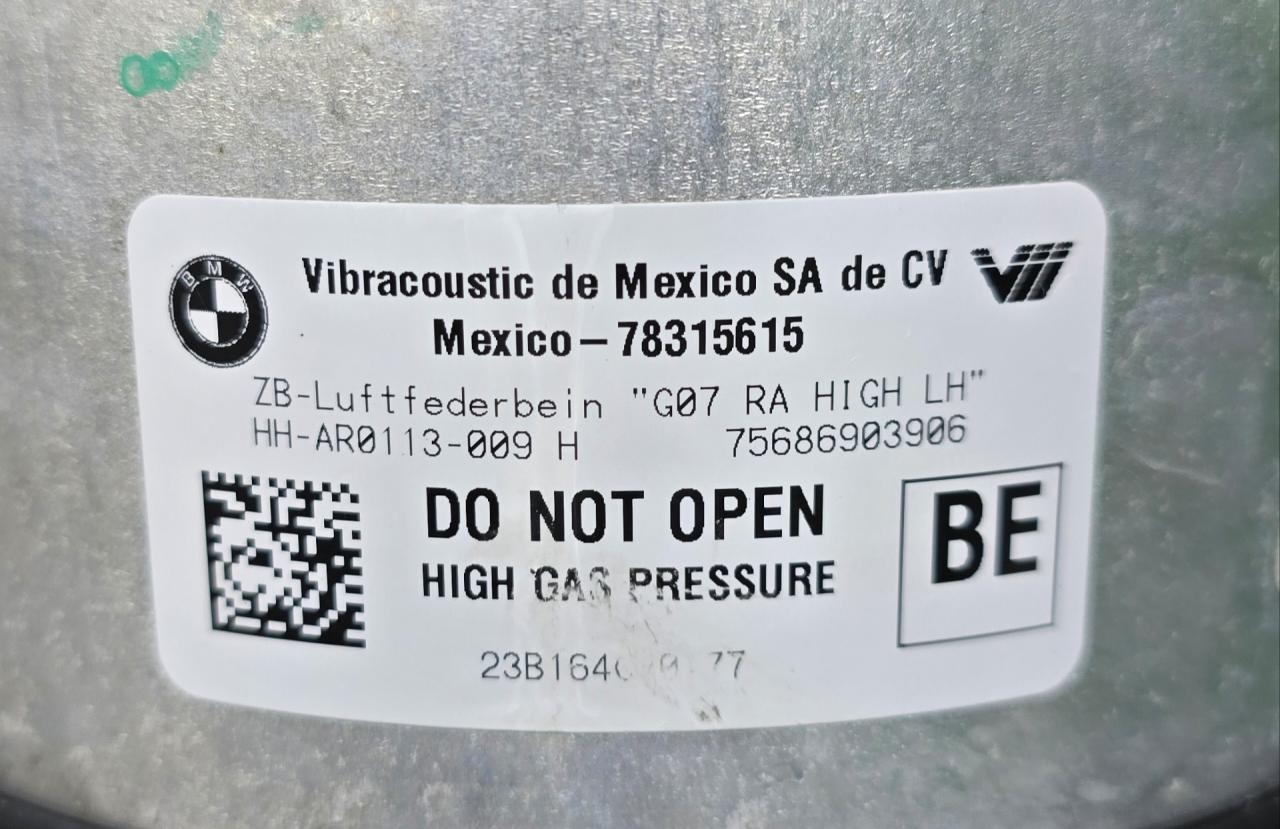 BMW
Vibracoustic de Mexico SA de CV
Mexico – 78315615
ZB-Luftfederbein "G07 RA HIGH LH"
HH-AR0113-009 H 75686903906
DO NOT OPEN
BE
HIGH GAS PRESSURE